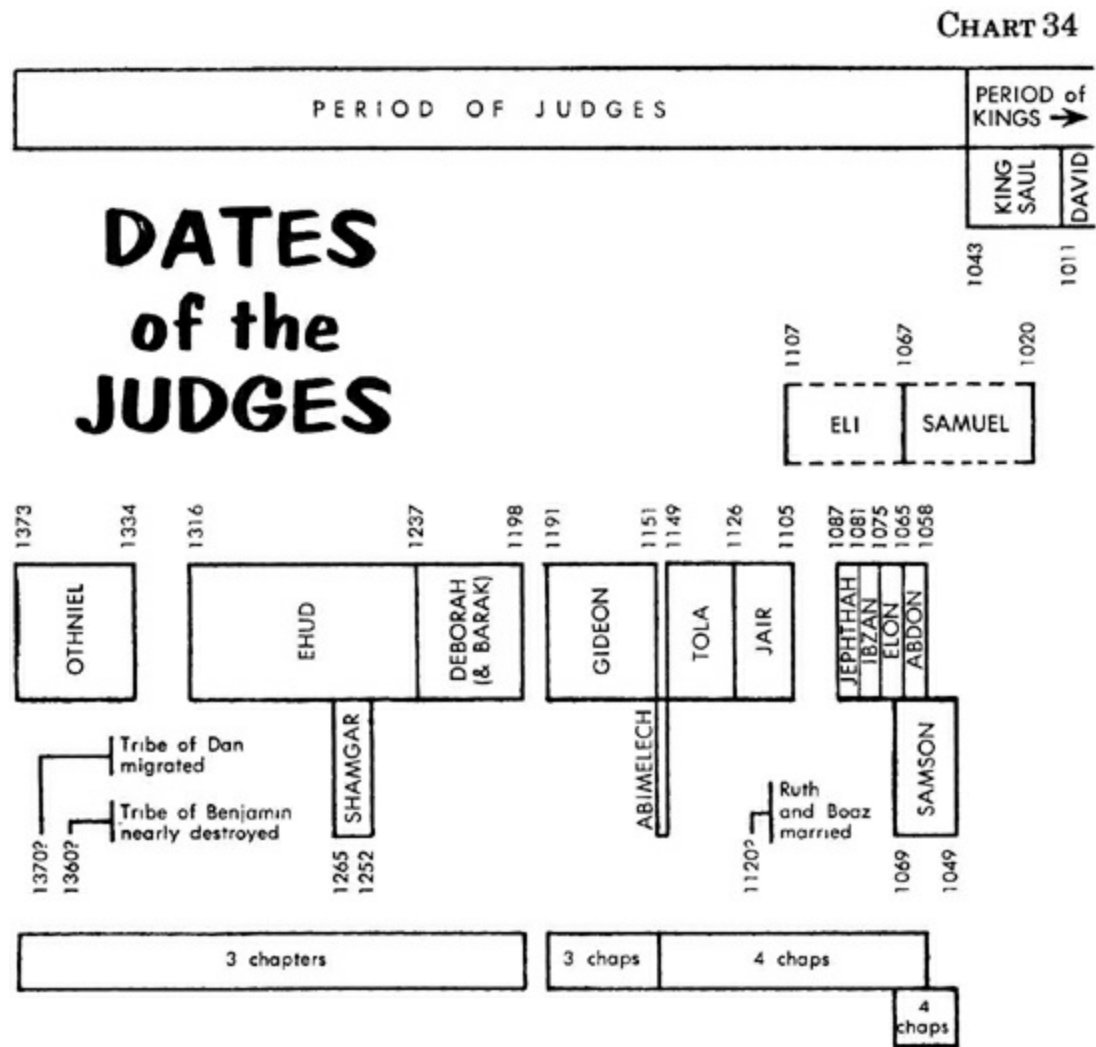 CHART 34
PERIOD OF JUDGES
PERIOD of
KINGS →
KING
SAUL
DAVID
1043
1011
DATES
of the
JUDGES
1107
1067
1020
ELI
SAMUEL
1373
1334
1316
1237
1198
1191
1151
1149
1126
1105
1087
1081
1075
1065
1058
OTHNIEL
EHUD
DEBORAH
(& BARAK)
GIDEON
TOLA
JAIR
JEPHTHAH
IBZAN
ELON
ABDON
Tribe of Dan
migrated
Tribe of Benjamin
nearly destroyed
SHAMGAR
ABIMELECH
Ruth
and Boaz
married
SAMSON
1370?
1360?
1265
1252
1120?
1069
1049
3 chapters
3 chaps
4 chaps
4
chaps